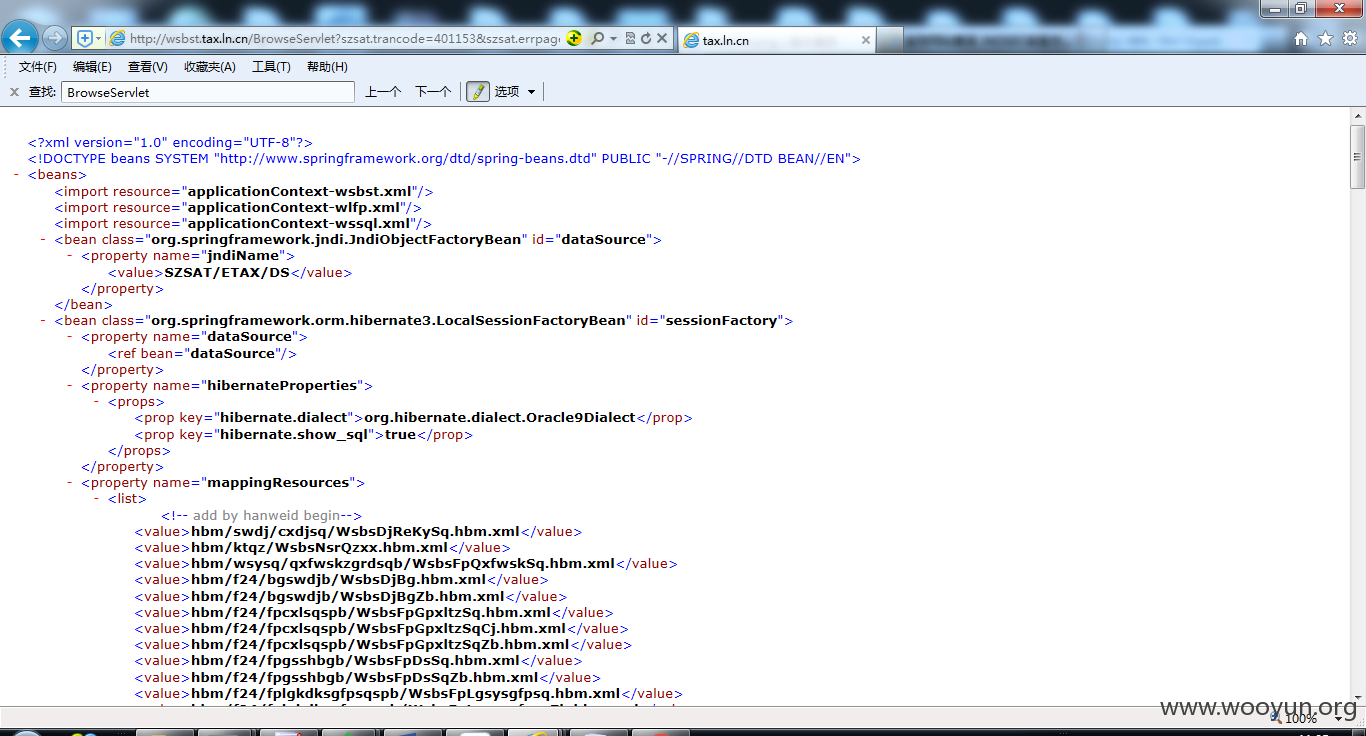 http://wsbst.tax.ln.cn/BrowseServlet?szsat.trancode=401153&szsat.errpage
tax.ln.cn
文件(F) 编辑(E) 查看(V) 收藏夹(A) 工具(T) 帮助(H)
查找: BrowseServlet 上一个 下一个 选项
<?xml version="1.0" encoding="UTF-8"?>
<!DOCTYPE beans SYSTEM "http://www.springframework.org/dtd/spring-beans.dtd" PUBLIC "-//SPRING//DTD BEAN//EN">
- <beans>
<import resource="applicationContext-wsbst.xml"/>
<import resource="applicationContext-wlfp.xml"/>
<import resource="applicationContext-wssql.xml"/>
- <bean class="org.springframework.jndi.JndiObjectFactoryBean" id="dataSource">
- <property name="jndiName">
<value>SZSAT/ETAX/DS</value>
</property>
</bean>
- <bean class="org.springframework.orm.hibernate3.LocalSessionFactoryBean" id="sessionFactory">
- <property name="dataSource">
<ref bean="dataSource"/>
</property>
- <property name="hibernateProperties">
- <props>
<prop key="hibernate.dialect">org.hibernate.dialect.Oracle9Dialect</prop>
<prop key="hibernate.show_sql">true</prop>
</props>
</property>
- <property name="mappingResources">
- <list>
<!-- add by hanweid begin-->
<value>hbm/swdj/cxdjsq/WsbsDjReKySq.hbm.xml</value>
<value>hbm/ktqz/WsbsNsrQzxx.hbm.xml</value>
<value>hbm/wsysq/qxfwskzgrdsqb/WsbsFpQxfwskSq.hbm.xml</value>
<value>hbm/f24/bgswdjb/WsbsDjBg.hbm.xml</value>
<value>hbm/f24/bgswdjb/WsbsDjBgZb.hbm.xml</value>
<value>hbm/f24/fpcxlsqspb/WsbsFpGpxltzSq.hbm.xml</value>
<value>hbm/f24/fpcxlsqspb/WsbsFpGpxltzSqCj.hbm.xml</value>
<value>hbm/f24/fpcxlsqspb/WsbsFpGpxltzSqZb.hbm.xml</value>
<value>hbm/f24/fpgsshbgb/WsbsFpDsSq.hbm.xml</value>
<value>hbm/f24/fpgsshbgb/WsbsFpDsSqZb.hbm.xml</value>
<value>hbm/f24/fplgkdksgfpsqspb/WsbsFpLgsysgfpsq.hbm.xml</value>
www.wooyun.org
100%